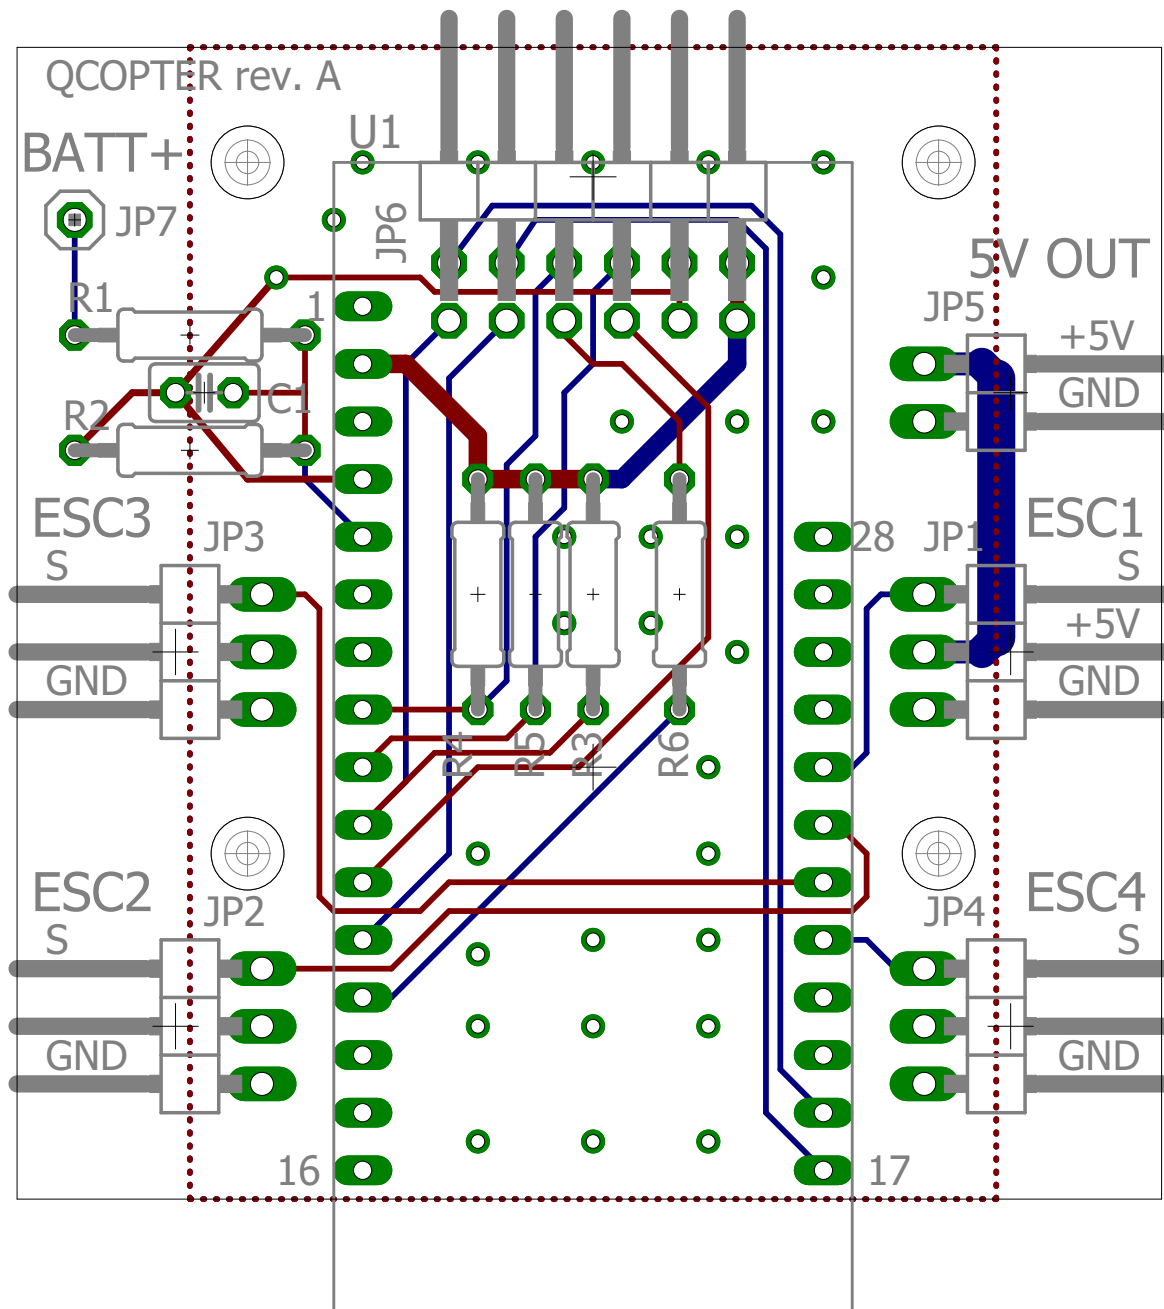 QCOPTER rev. A
U1
BATT+
JP7
JP6
5V OUT
R1
1
JP5
+5V
GND
C1
R2
ESC3
JP3
S
GND
28
JP1
ESC1
S
+5V
GND
R4
R5
R3
R6
ESC2
JP2
S
GND
JP4
ESC4
S
GND
16
17